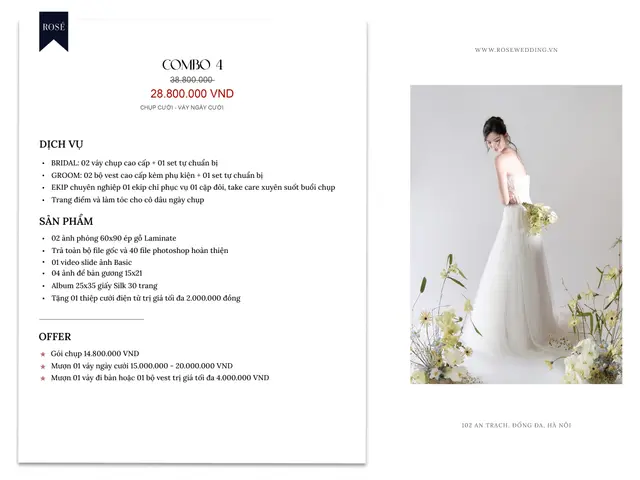 ROSÉ
COMBO 4
38.800.000
28.800.000 VND
CHỤP CƯỚI - VÁY NGÀY CƯỚI
DỊCH VỤ
• BRIDAL: 02 váy chụp cao cấp + 01 set tự chuẩn bị
• GROOM: 02 bộ vest cao cấp kèm phụ kiện + 01 set tự chuẩn bị
• EKIP chuyên nghiệp 01 ekip chỉ phục vụ 01 cặp đôi, take care xuyên suốt buổi chụp
• Trang điểm và làm tóc cho cô dâu ngày chụp
SẢN PHẨM
• 02 ảnh phóng 60x90 ép gỗ Laminate
• Trả toàn bộ file gốc và 40 file photoshop hoàn thiện
• 01 video slide ảnh Basic
• 04 ảnh để bàn gương 15x21
• Album 25x35 giấy Silk 30 trang
• Tặng 01 thiệp cưới điện tử trị giá tối đa 2.000.000 đồng
OFFER
★ Gói chụp 14.800.000 VND
★ Mượn 01 váy ngày cưới 15.000.000 - 20.000.000 VND
★ Mượn 01 váy đi bàn hoặc 01 bộ vest trị giá tối đa 4.000.000 VND
WWW.ROSEWEDDING.VN
102 AN TRẠCH, ĐỐNG ĐA, HÀ NỘI